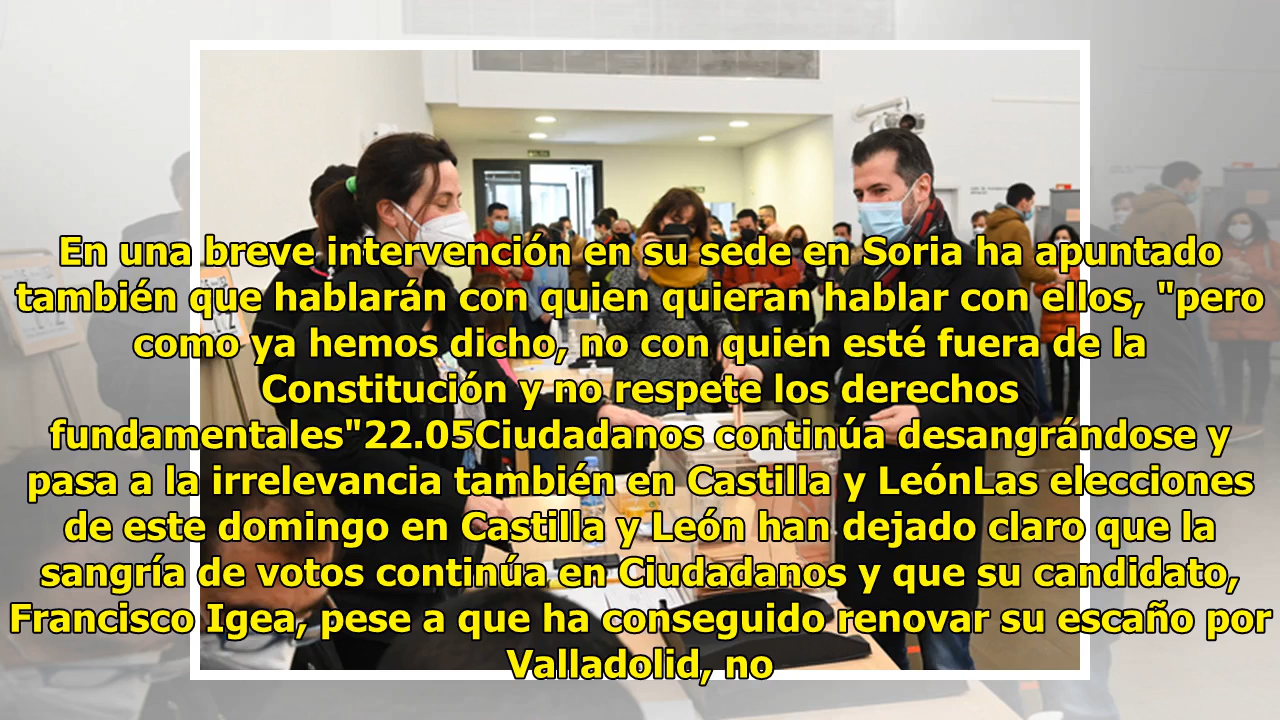 En una breve intervención en su sede en Soria ha apuntado
también que hablarán con quien quieran hablar con ellos, "pero
como ya hemos dicho, no con quien esté fuera de la
Constitución y no respete los derechos
fundamentales"22.05Ciudadanos continúa desangrándose y
pasa a la irrelevancia también en Castilla y LeónLas elecciones
de este domingo en Castilla y León han dejado claro que la
sangría de votos continúa en Ciudadanos y que su candidato,
Francisco Igea, pese a que ha conseguido renovar su escaño por
Valladolid, no